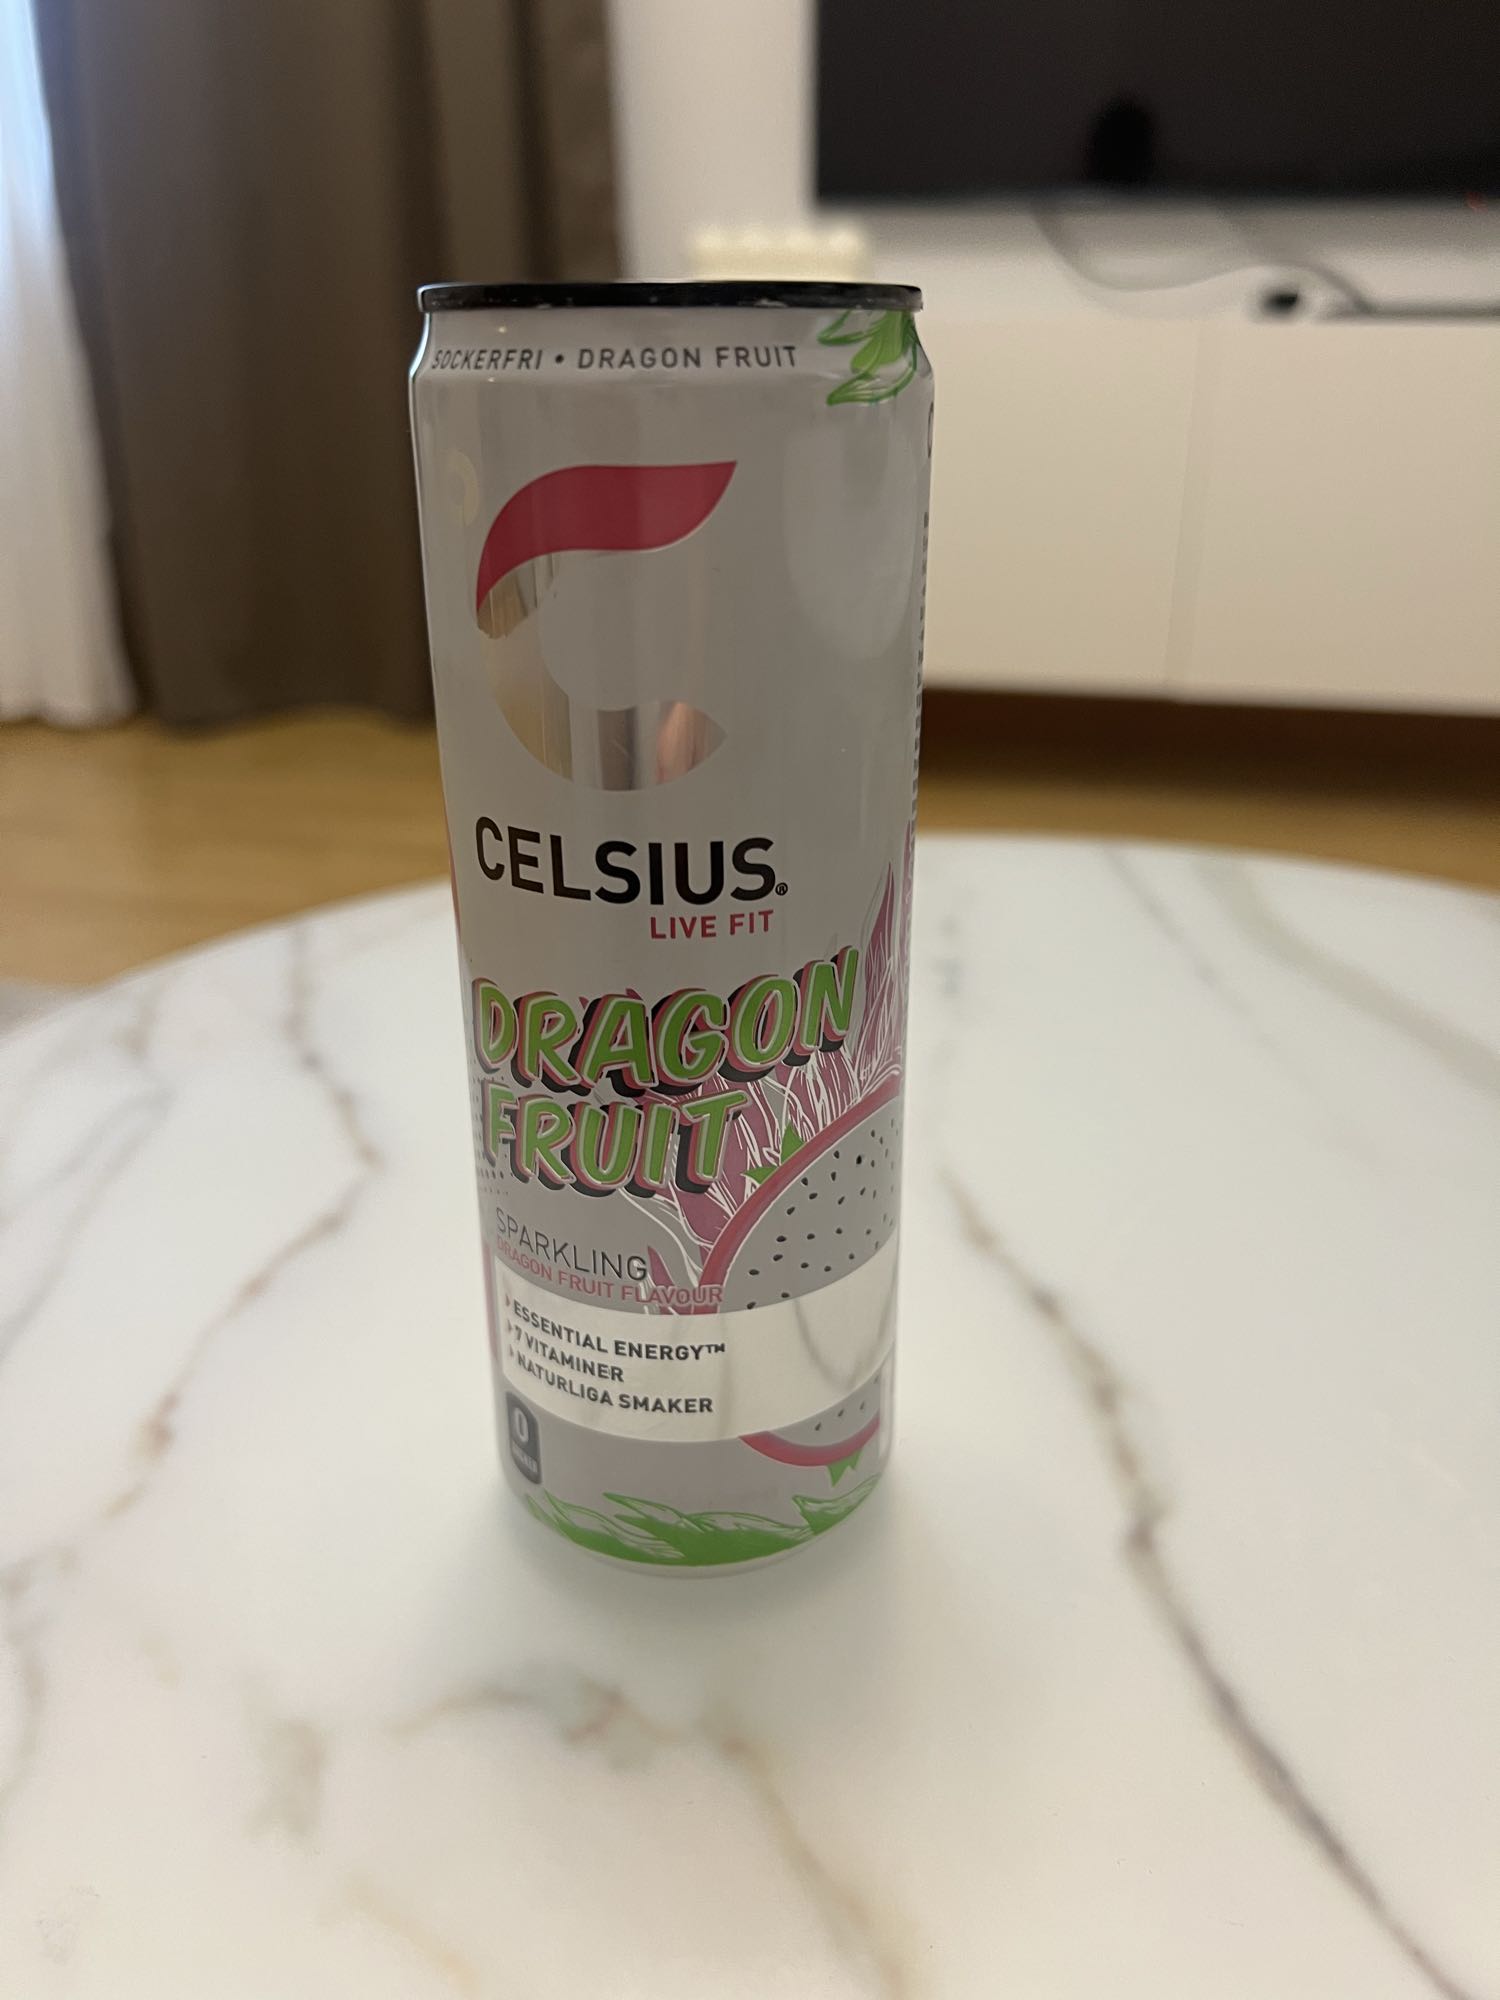 SOCKERFRI • DRAGON FRUIT
CELSIUS®
LIVE FIT
DRAGON
FRUIT
SPARKLING
DRAGON FRUIT FLAVOUR
ESSENTIAL ENERGY™
7 VITAMINER
NATURLIGA SMAKER
0